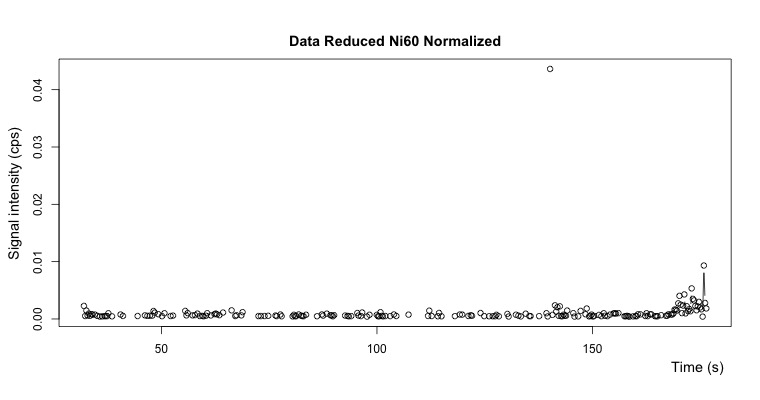 Data Reduced Ni60 Normalized
Signal intensity (cps)
0.04
0.03
0.02
0.01
0.00
50 100 150
Time (s)